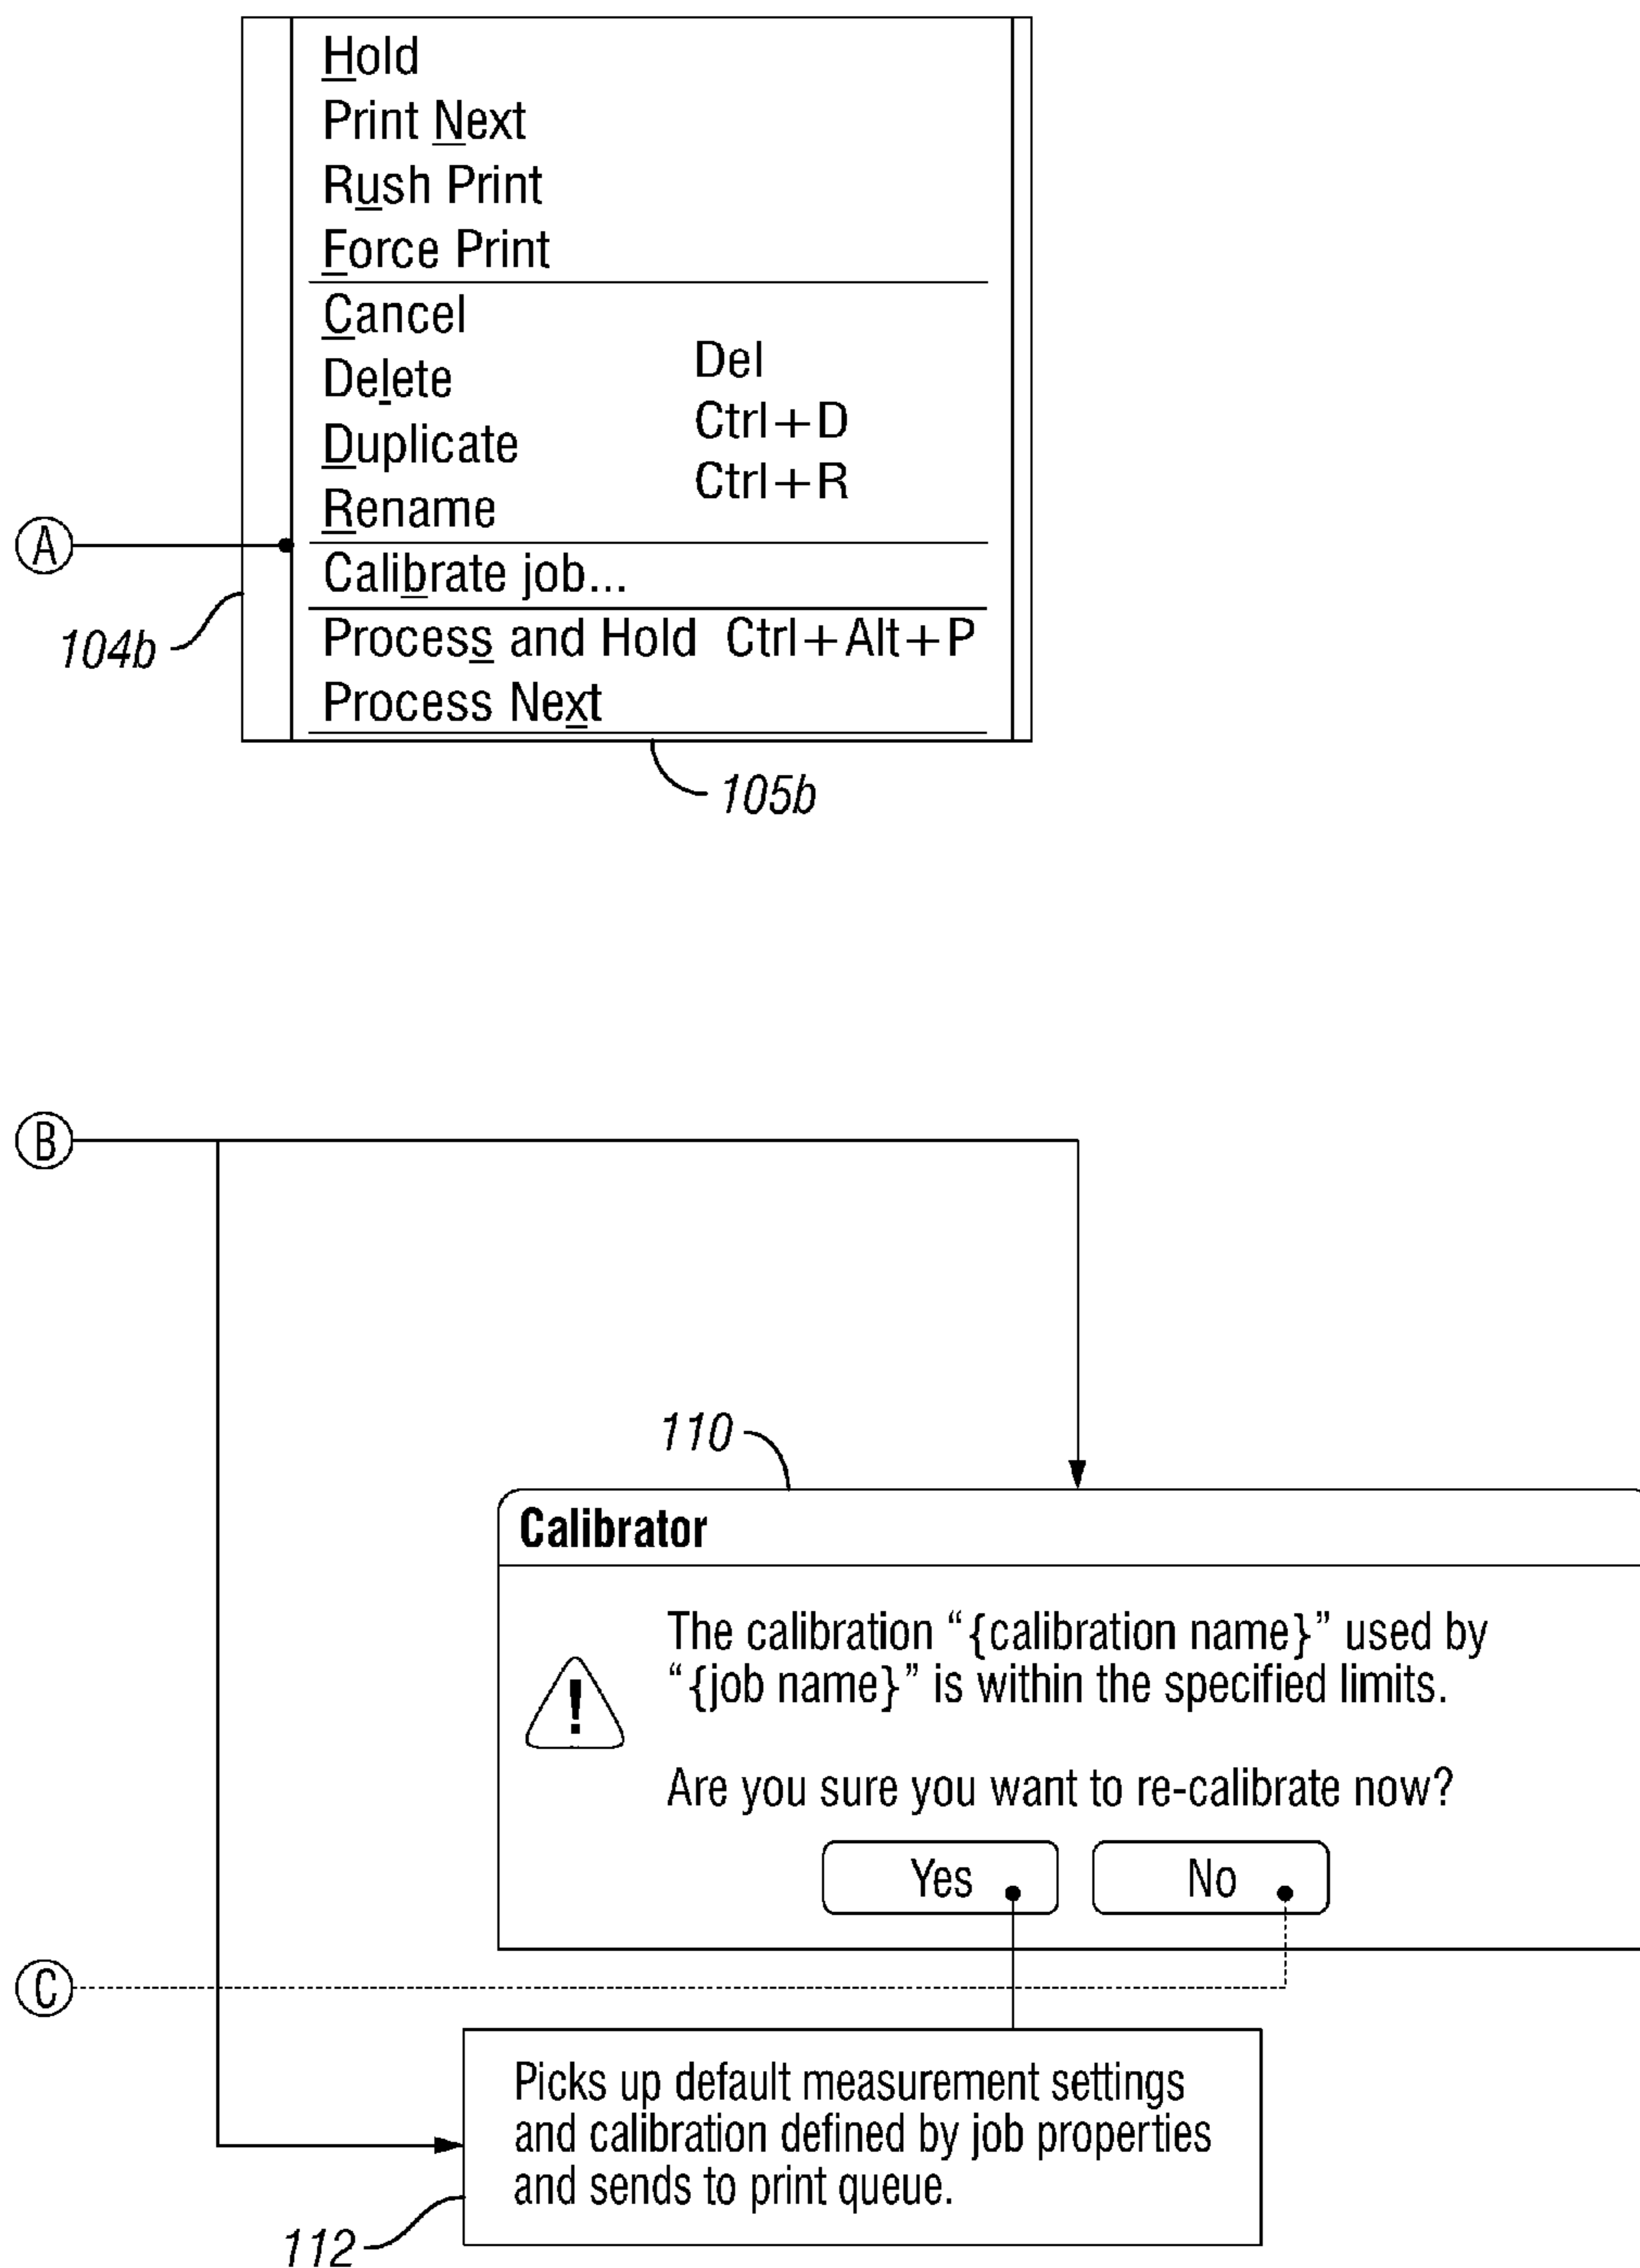 Hold
Print Next
Rush Print
Force Print
Cancel
Delete Del
Duplicate Ctrl+D
Rename Ctrl+R
A
Calibrate job...
104b
Process and Hold Ctrl+Alt+P
Process Next
105b
B
110
Calibrator
The calibration “{calibration name}” used by
“{job name}” is within the specified limits.
!
Are you sure you want to re-calibrate now?
Yes No
C
Picks up default measurement settings
and calibration defined by job properties
and sends to print queue.
112